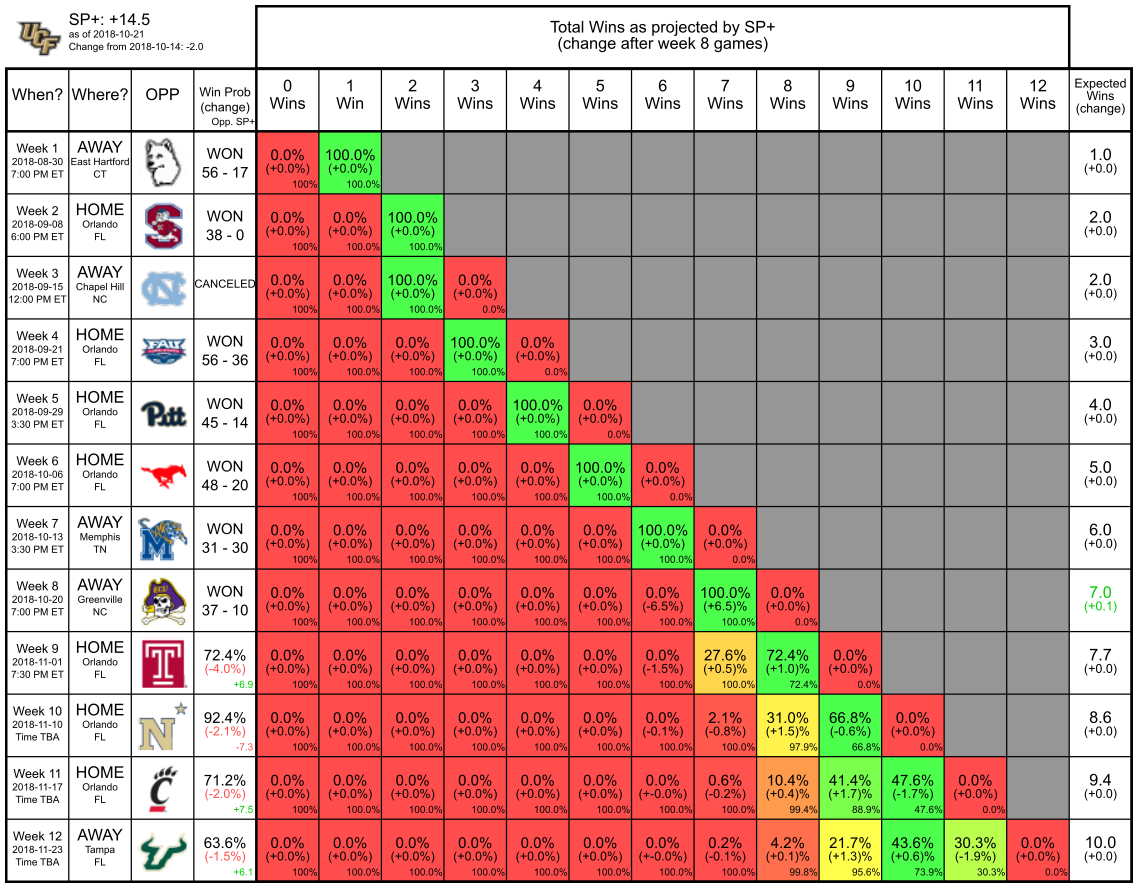 UCF
SP+: +14.5
as of 2018-10-21
Change from 2018-10-14: -2.0
Total Wins as projected by SP+
(change after week 8 games)
When? Where? OPP Win Prob (change) Opp. SP+ 0 Wins 1 Win 2 Wins 3 Wins 4 Wins 5 Wins 6 Wins 7 Wins 8 Wins 9 Wins 10 Wins 11 Wins 12 Wins Expected Wins (change)
Week 1 AWAY WON 0.0% 100.0% 1.0
2018-08-30 East Hartford (+0.0%) (+0.0%) (+0.0)
7:00 PM ET CT 56 - 17 100% 100.0%
Week 2 HOME WON 0.0% 0.0% 100.0% 2.0
2018-09-08 Orlando (+0.0%) (+0.0%) (+0.0%) (+0.0)
6:00 PM ET FL 38 - 0 100% 100.0% 100.0%
Week 3 AWAY CANCELED 0.0% 0.0% 100.0% 0.0% 2.0
2018-09-15 Chapel Hill (+0.0%) (+0.0%) (+0.0%) (+0.0%) (+0.0)
12:00 PM ET NC 100% 100.0% 100.0% 0.0%
Week 4 HOME FAU WON 0.0% 0.0% 0.0% 100.0% 0.0% 3.0
2018-09-21 Orlando (+0.0%) (+0.0%) (+0.0%) (+0.0%) (+0.0%) (+0.0)
7:00 PM ET FL 56 - 36 100% 100.0% 100.0% 100.0% 0.0%
Week 5 HOME Pitt WON 0.0% 0.0% 0.0% 0.0% 100.0% 0.0% 4.0
2018-09-29 Orlando (+0.0%) (+0.0%) (+0.0%) (+0.0%) (+0.0%) (+0.0%) (+0.0)
3:30 PM ET FL 45 - 14 100% 100.0% 100.0% 100.0% 100.0% 0.0%
Week 6 HOME WON 0.0% 0.0% 0.0% 0.0% 0.0% 100.0% 0.0% 5.0
2018-10-06 Orlando (+0.0%) (+0.0%) (+0.0%) (+0.0%) (+0.0%) (+0.0%) (+0.0%) (+0.0)
7:00 PM ET FL 48 - 20 100% 100.0% 100.0% 100.0% 100.0% 100.0% 0.0%
Week 7 AWAY M WON 0.0% 0.0% 0.0% 0.0% 0.0% 0.0% 100.0% 0.0% 6.0
2018-10-13 Memphis (+0.0%) (+0.0%) (+0.0%) (+0.0%) (+0.0%) (+0.0%) (+0.0%) (+0.0%) (+0.0)
3:30 PM ET TN 31 - 30 100% 100.0% 100.0% 100.0% 100.0% 100.0% 100.0% 0.0%
Week 8 AWAY ECU WON 0.0% 0.0% 0.0% 0.0% 0.0% 0.0% 0.0% 100.0% 0.0% 7.0
2018-10-20 Greenville (+0.0%) (+0.0%) (+0.0%) (+0.0%) (+0.0%) (+0.0%) (-6.5%) (+6.5)% (+0.0%) (+0.1)
7:00 PM ET NC 37 - 10 100% 100.0% 100.0% 100.0% 100.0% 100.0% 100.0% 100.0% 0.0%
Week 9 HOME T 72.4% 0.0% 0.0% 0.0% 0.0% 0.0% 0.0% 0.0% 27.6% 72.4% 0.0% 7.7
2018-11-01 Orlando (-4.0%) (+0.0%) (+0.0%) (+0.0%) (+0.0%) (+0.0%) (+0.0%) (-1.5%) (+0.5)% (+1.0)% (+0.0%) (+0.0)
7:30 PM ET FL +6.9 100% 100.0% 100.0% 100.0% 100.0% 100.0% 100.0% 100.0% 72.4% 0.0%
Week 10 HOME N 92.4% 0.0% 0.0% 0.0% 0.0% 0.0% 0.0% 0.0% 2.1% 31.0% 66.8% 0.0% 8.6
2018-11-10 Orlando (-2.1%) (+0.0%) (+0.0%) (+0.0%) (+0.0%) (+0.0%) (+0.0%) (-0.1%) (-0.8%) (+1.5)% (-0.6%) (+0.0%) (+0.0)
Time TBA FL -7.3 100% 100.0% 100.0% 100.0% 100.0% 100.0% 100.0% 100.0% 97.9% 66.8% 0.0%
Week 11 HOME C 71.2% 0.0% 0.0% 0.0% 0.0% 0.0% 0.0% 0.0% 0.6% 10.4% 41.4% 47.6% 0.0% 9.4
2018-11-17 Orlando (-2.0%) (+0.0%) (+0.0%) (+0.0%) (+0.0%) (+0.0%) (+0.0%) (+-0.0%) (-0.2%) (+0.4)% (+1.7)% (-1.7%) (+0.0%) (+0.0)
Time TBA FL +7.5 100% 100.0% 100.0% 100.0% 100.0% 100.0% 100.0% 100.0% 99.4% 88.9% 47.6% 0.0%
Week 12 AWAY 63.6% 0.0% 0.0% 0.0% 0.0% 0.0% 0.0% 0.0% 0.2% 4.2% 21.7% 43.6% 30.3% 0.0% 10.0
2018-11-23 Tampa (-1.5%) (+0.0%) (+0.0%) (+0.0%) (+0.0%) (+0.0%) (+0.0%) (+-0.0%) (-0.1%) (+0.1)% (+1.3)% (+0.6)% (-1.9%) (+0.0%) (+0.0)
Time TBA FL +6.1 100% 100.0% 100.0% 100.0% 100.0% 100.0% 100.0% 100.0% 99.8% 95.6% 73.9% 30.3% 0.0%